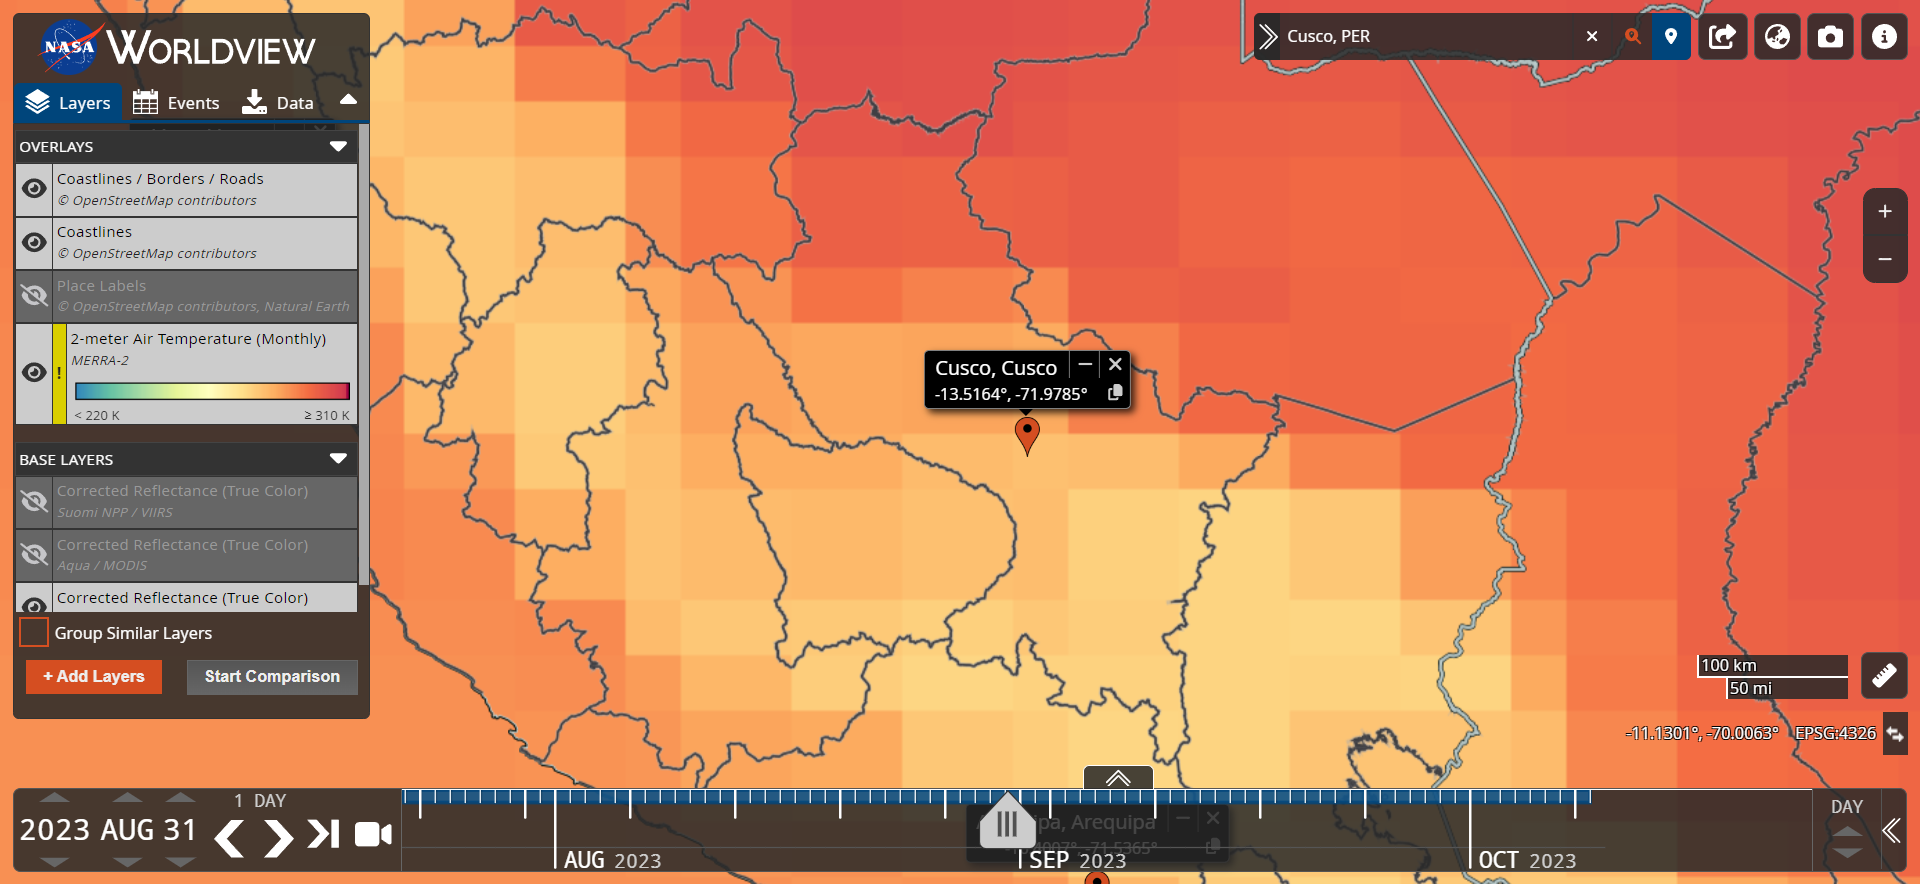 NASA WORLDVIEW
Layers
Events
Data
OVERLAYS
Coastlines / Borders / Roads
© OpenStreetMap contributors
Coastlines
© OpenStreetMap contributors
Place Labels
© OpenStreetMap contributors, Natural Earth
!
2-meter Air Temperature (Monthly)
MERRA-2
< 220 K
≥ 310 K
BASE LAYERS
Corrected Reflectance (True Color)
Suomi NPP / VIIRS
Corrected Reflectance (True Color)
Aqua / MODIS
Corrected Reflectance (True Color)
Group Similar Layers
+ Add Layers
Start Comparison
Cusco, PER
Cusco, Cusco
-13.5164°, -71.9785°
100 km
50 mi
-11.1301°, -70.0063°
EPSG:4326
2023 AUG 31
1 DAY
AUG 2023
SEP 2023
OCT 2023
DAY
Arequipa